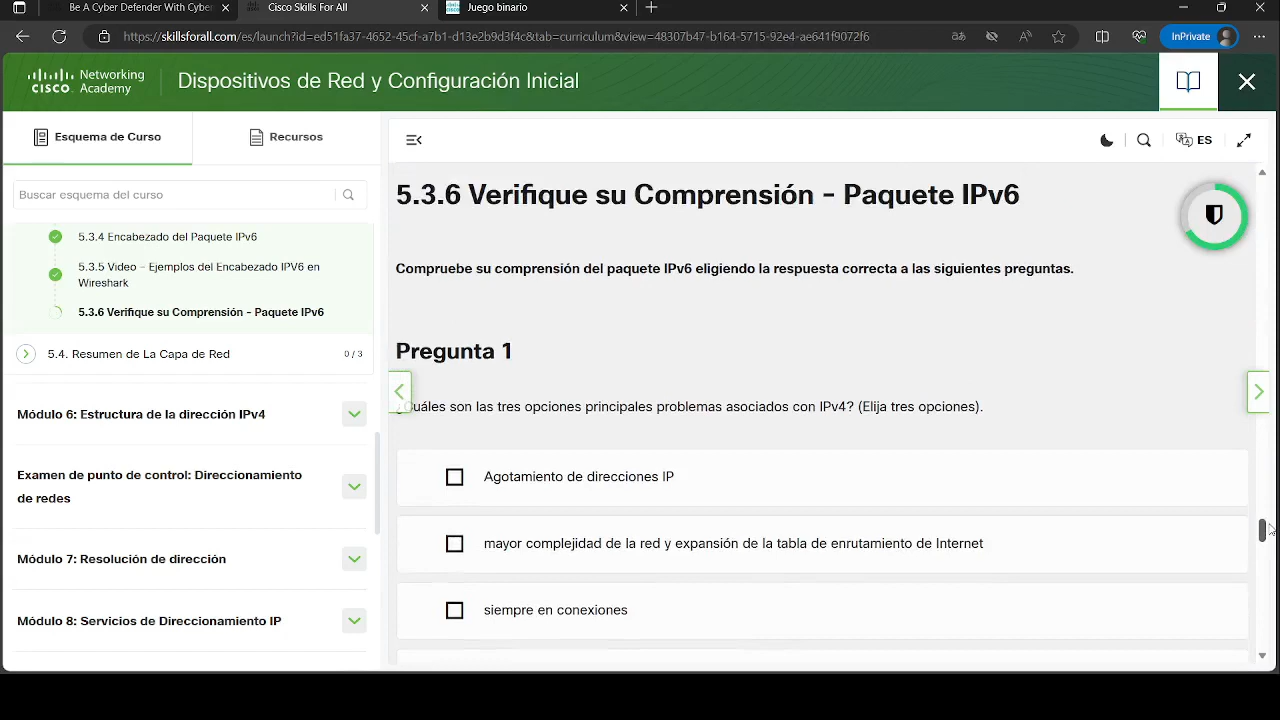 Be A Cyber Defender With Cyber
Cisco Skills For All
Juego binario
https://skillsforall.com/es/launch?id=ed51fa37-4652-45cf-a7b1-d13e2b9d3f4c8&tab=curriculum&view=48307b47-b164-5715-92e4-ae641f9072f6
InPrivate
Networking
CISCO Academy
Dispositivos de Red y Configuración Inicial
Esquema de Curso
Recursos
ES
Buscar esquema del curso
5.3.4 Encabezado del Paquete IPv6
5.3.5 Video – Ejemplos del Encabezado IPV6 en
Wireshark
5.3.6 Verifique su Comprensión – Paquete IPv6
5.4. Resumen de La Capa de Red
0 / 3
Módulo 6: Estructura de la dirección IPv4
Examen de punto de control: Direccionamiento
de redes
Módulo 7: Resolución de dirección
Módulo 8: Servicios de Direccionamiento IP
5.3.6 Verifique su Comprensión – Paquete IPv6
Compruebe su comprensión del paquete IPv6 eligiendo la respuesta correcta a las siguientes preguntas.
Pregunta 1
¿Cuáles son las tres opciones principales problemas asociados con IPv4? (Elija tres opciones).
Agotamiento de direcciones IP
mayor complejidad de la red y expansión de la tabla de enrutamiento de Internet
siempre en conexiones